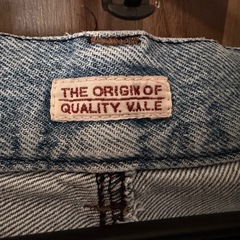 THE ORIGIN OF
QUALITY. V.A.L.E